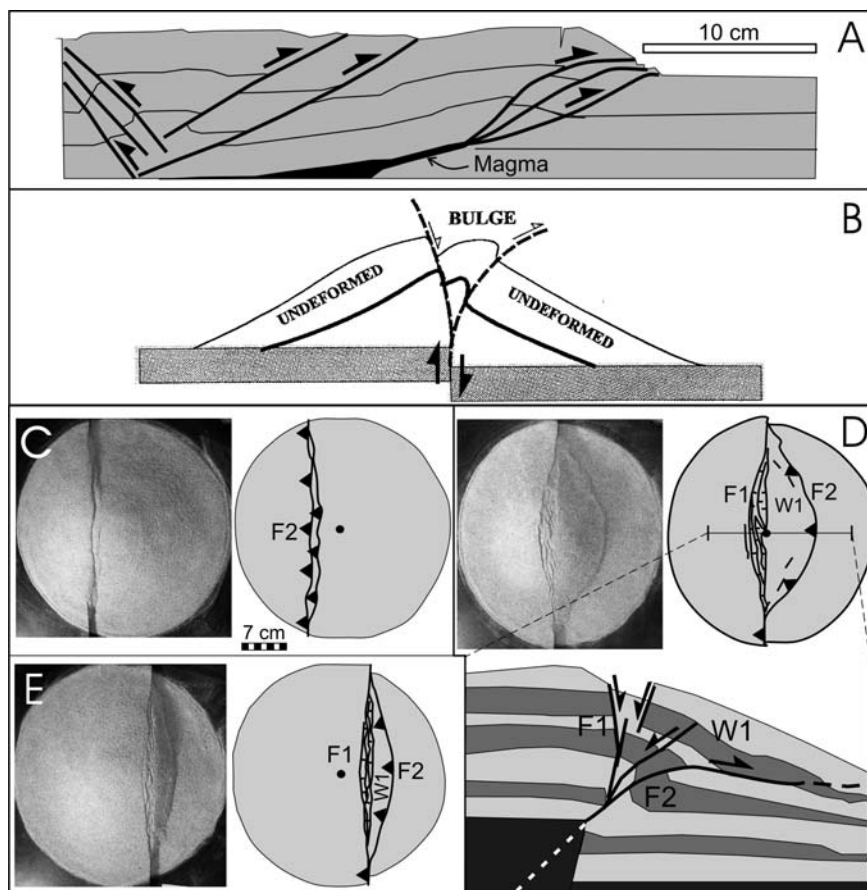 A
10 cm
Magma
B
BULGE
UNDEFORMED
UNDEFORMED
C
F2
7 cm
D
F1
W1
F2
E
F1
W1
F2
F1
W1
F2